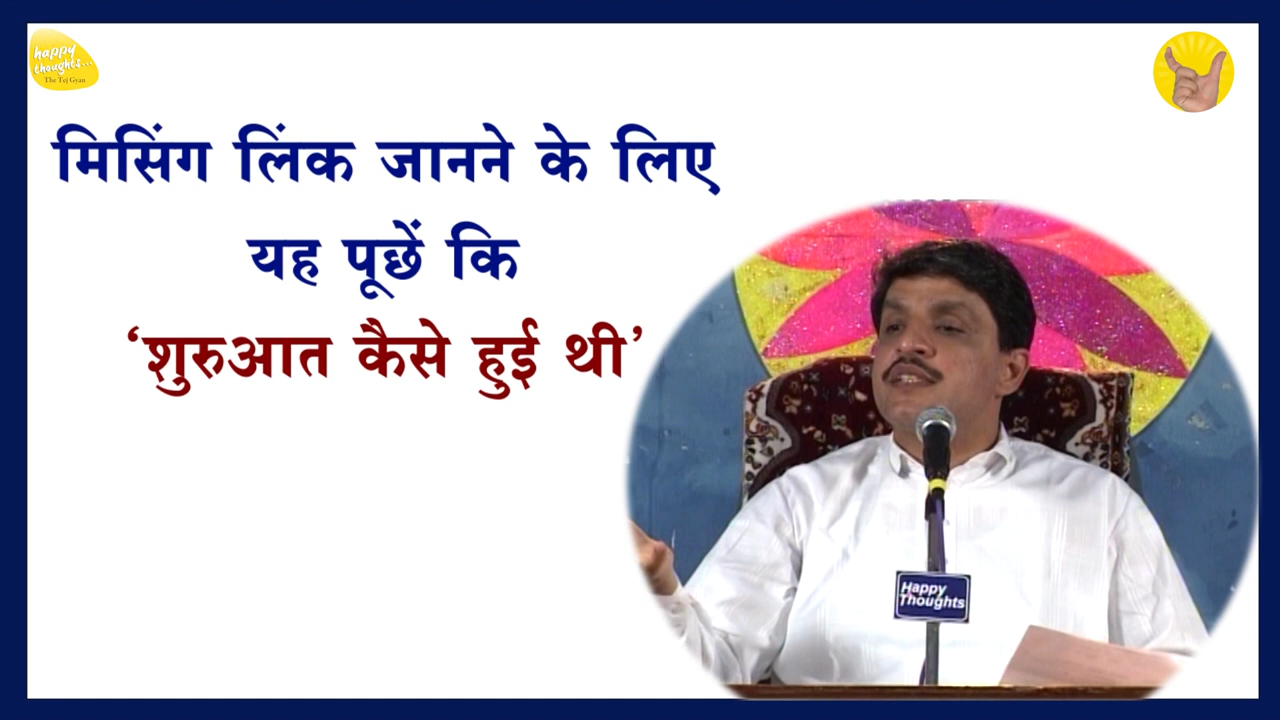 happy
thoughts...
The Tej Gyan
मिसिंग लिंक जानने के लिए
यह पूछें कि
‘शुरुआत कैसे हुई थी’
Happy
Thoughts